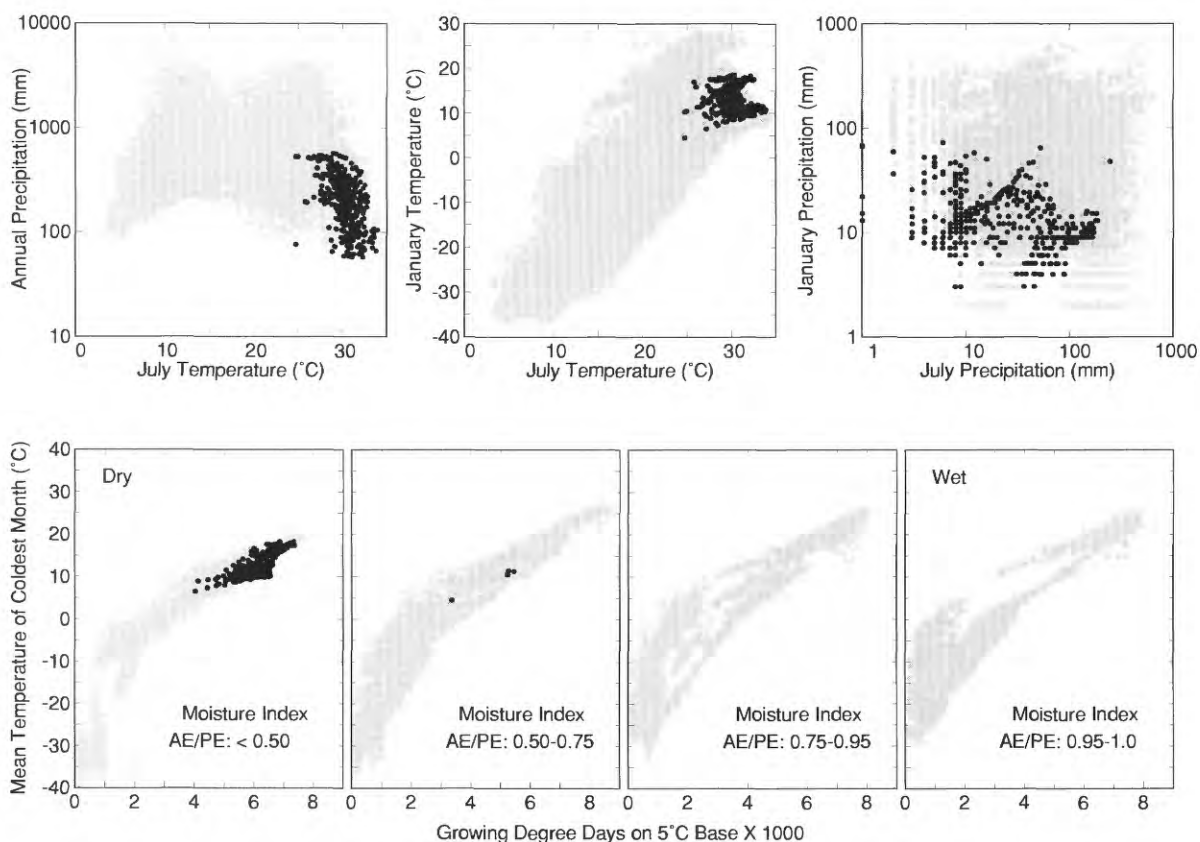 10000
1000
100
10
Annual Precipitation (mm)
0 10 20 30
July Temperature (°C)
30
20
10
0
-10
-20
-30
-40
January Temperature (°C)
0 10 20 30
July Temperature (°C)
1000
100
10
1
January Precipitation (mm)
1 10 100 1000
July Precipitation (mm)
Mean Temperature of Coldest Month (°C)
40
30
20
10
0
-10
-20
-30
-40
Dry
Moisture Index
AE/PE: < 0.50
0 2 4 6 8
Moisture Index
AE/PE: 0.50-0.75
0 2 4 6 8
Moisture Index
AE/PE: 0.75-0.95
0 2 4 6 8
Wet
Moisture Index
AE/PE: 0.95-1.0
0 2 4 6 8
Growing Degree Days on 5°C Base X 1000